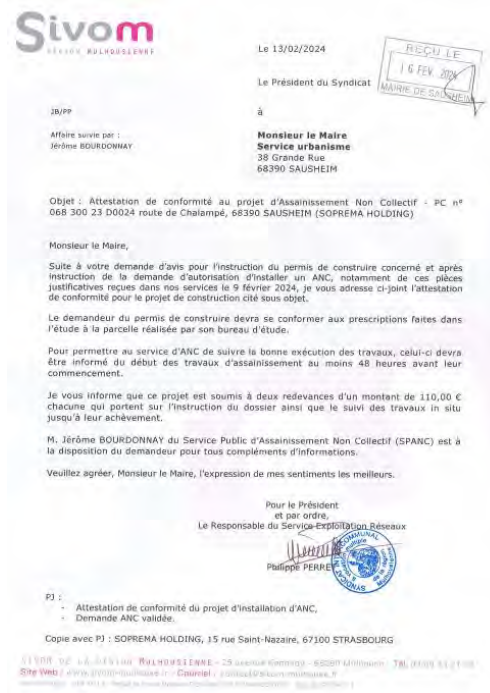 Sivom
RÉGION MULHOUSIENNE
Le 13/02/2024
REÇU LE
16 FEV. 2024
MAIRIE DE SAUSHEIM
Le Président du Syndicat
JB/PP
à
Affaire suivie par :
Jérôme BOURDONNAY
Monsieur le Maire
Service urbanisme
38 Grande Rue
68390 SAUSHEIM
Objet : Attestation de conformité au projet d'Assainissement Non Collectif - PC n°
068 300 23 D0024 route de Chalampé, 68390 SAUSHEIM (SOPREMA HOLDING)
Monsieur le Maire,
Suite à votre demande d'avis pour l'instruction du permis de construire concerné et après
instruction de la demande d'autorisation d'installer un ANC, notamment de ces pièces
justificatives reçues dans nos services le 9 février 2024, je vous adresse ci-joint l'attestation
de conformité pour le projet de construction cité sous objet.
Le demandeur du permis de construire devra se conformer aux prescriptions faites dans
l'étude à la parcelle réalisée par son bureau d'étude.
Pour permettre au service d'ANC de suivre la bonne exécution des travaux, celui-ci devra
être informé du début des travaux d'assainissement au moins 48 heures avant leur
commencement.
Je vous informe que ce projet est soumis à deux redevances d'un montant de 110,00 €
chacune qui portent sur l'instruction du dossier ainsi que le suivi des travaux in situ
jusqu'à leur achèvement.
M. Jérôme BOURDONNAY du Service Public d'Assainissement Non Collectif (SPANC) est à
la disposition du demandeur pour tous compléments d'informations.
Veuillez agréer, Monsieur le Maire, l'expression de mes sentiments les meilleurs.
Pour le Président
et par ordre,
Le Responsable du Service Exploitation Réseaux
Philippe PERREY
PJ :
- Attestation de conformité du projet d'installation d'ANC,
- Demande ANC validée.
Copie avec PJ : SOPREMA HOLDING, 15 rue Saint-Nazaire, 67100 STRASBOURG
SIVOM DE LA RÉGION MULHOUSIENNE - 25 avenue
Site Web : www.sivom-mulhouse.fr - Courriel :